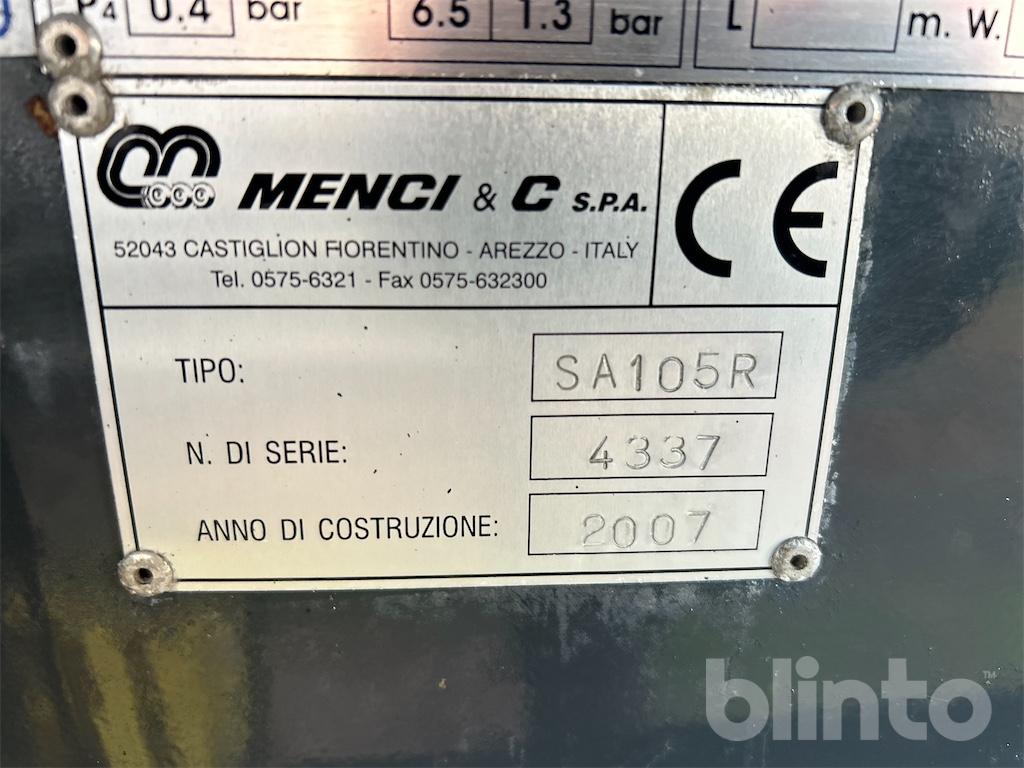 P4 0.4 bar 6.5 1.3 bar L m. W.
MENCI & C S.P.A. CE
52043 CASTIGLION FIORENTINO - AREZZO - ITALY
Tel. 0575-6321 - Fax 0575-632300
TIPO: SA105R
N. DI SERIE: 4337
ANNO DI COSTRUZIONE: 2007
blinto™